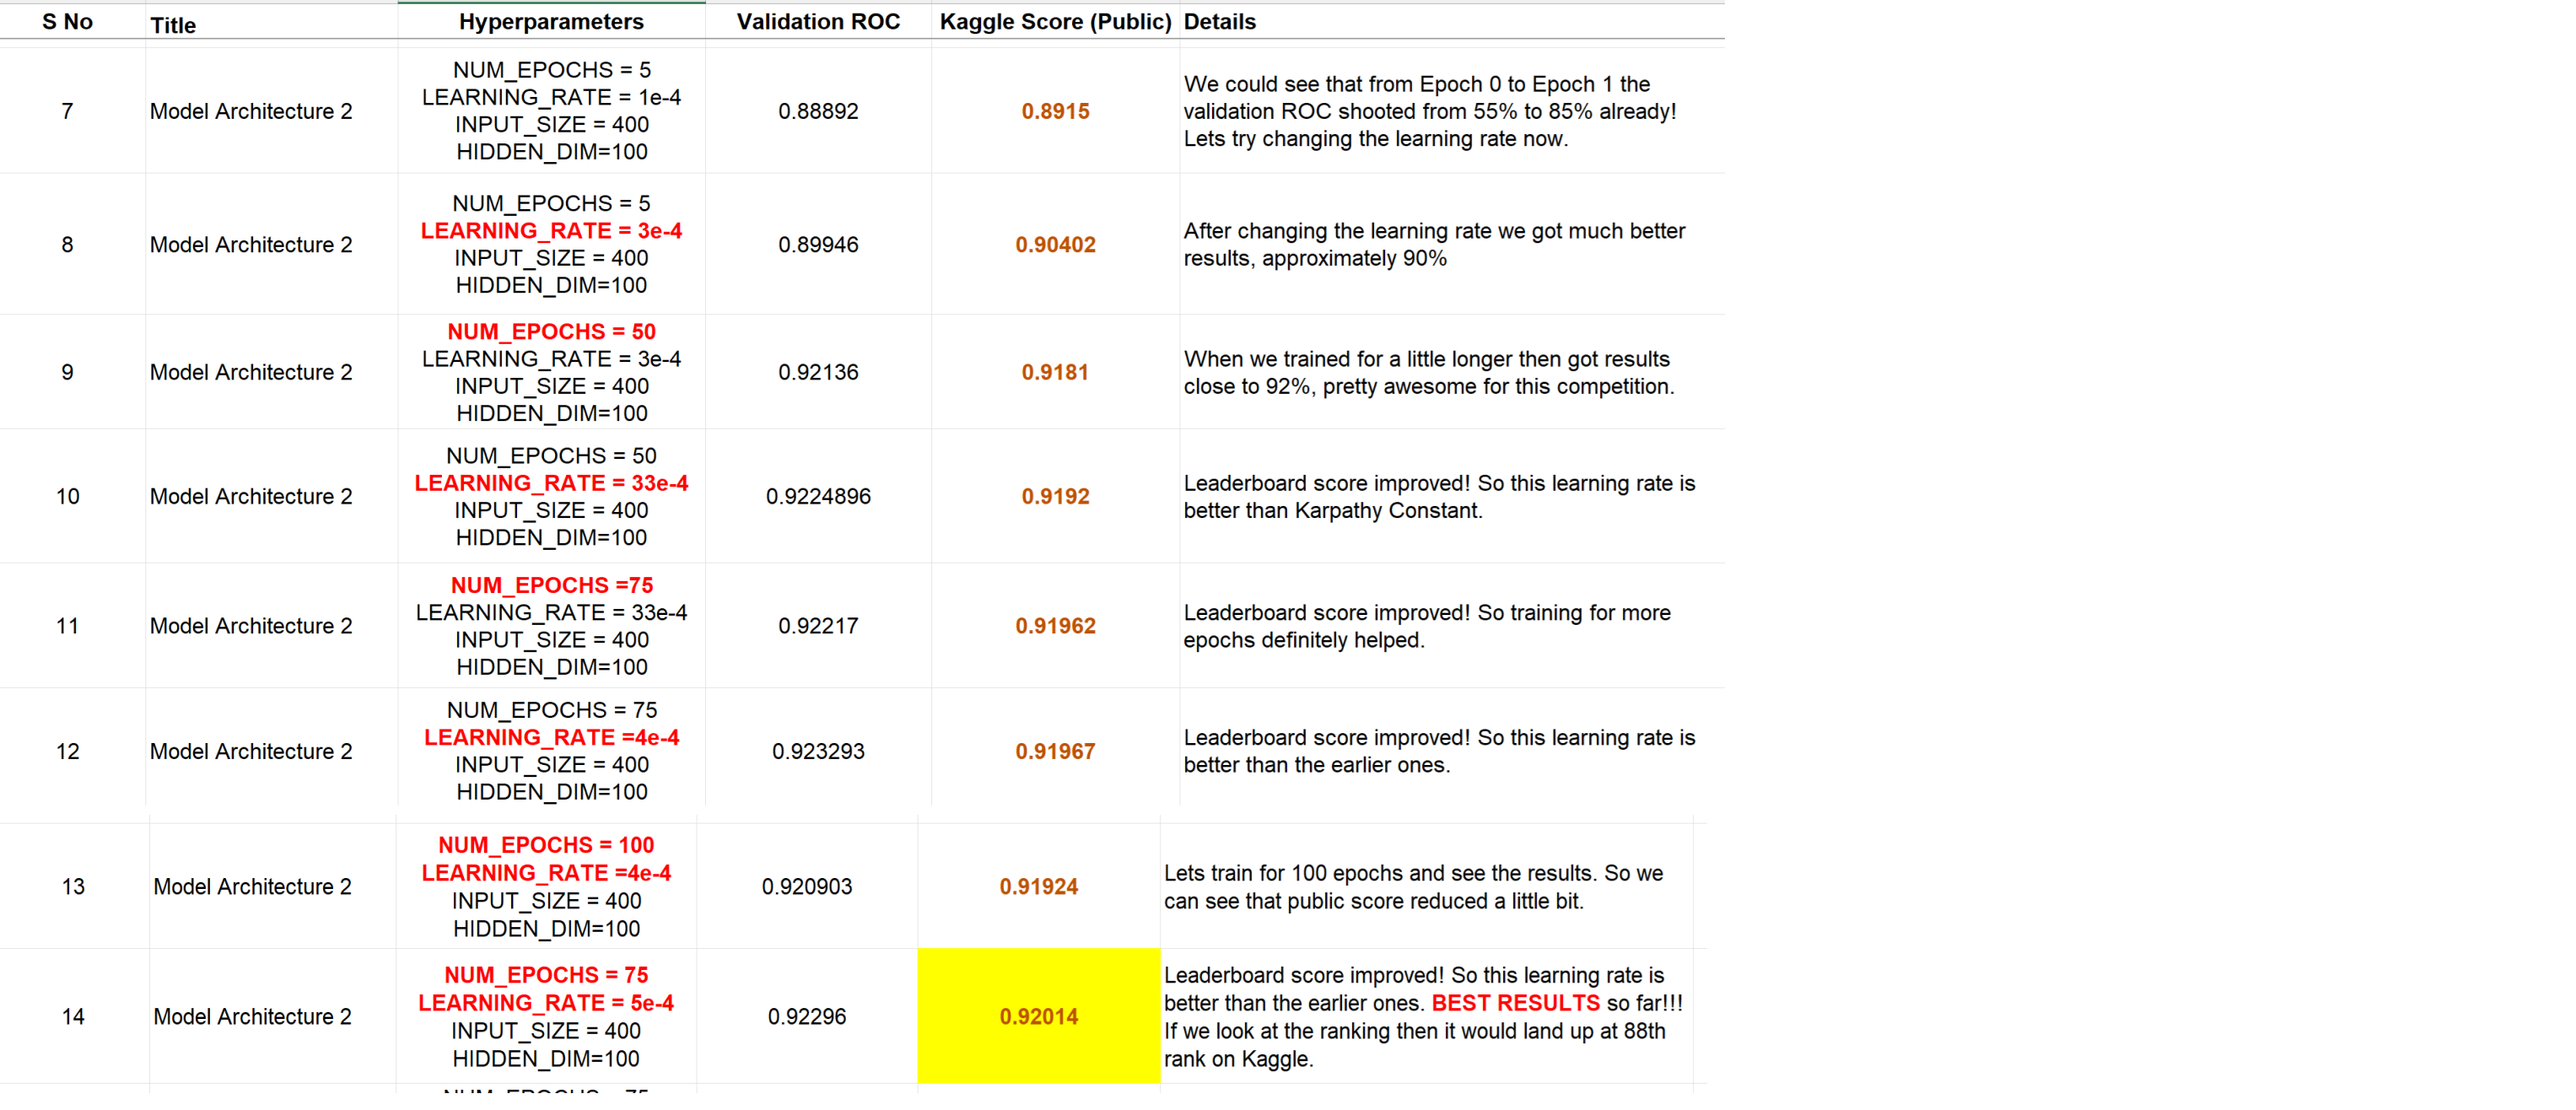 S No Title Hyperparameters Validation ROC Kaggle Score (Public) Details
7
Model Architecture 2
NUM_EPOCHS = 5
LEARNING_RATE = 1e-4
INPUT_SIZE = 400
HIDDEN_DIM=100
0.88892
0.8915
We could see that from Epoch 0 to Epoch 1 the
validation ROC shooted from 55% to 85% already!
Lets try changing the learning rate now.
8
Model Architecture 2
NUM_EPOCHS = 5
LEARNING_RATE = 3e-4
INPUT_SIZE = 400
HIDDEN_DIM=100
0.89946
0.90402
After changing the learning rate we got much better
results, approximately 90%
9
Model Architecture 2
NUM_EPOCHS = 50
LEARNING_RATE = 3e-4
INPUT_SIZE = 400
HIDDEN_DIM=100
0.92136
0.9181
When we trained for a little longer then got results
close to 92%, pretty awesome for this competition.
10
Model Architecture 2
NUM_EPOCHS = 50
LEARNING_RATE = 33e-4
INPUT_SIZE = 400
HIDDEN_DIM=100
0.9224896
0.9192
Leaderboard score improved! So this learning rate is
better than Karpathy Constant.
11
Model Architecture 2
NUM_EPOCHS =75
LEARNING_RATE = 33e-4
INPUT_SIZE = 400
HIDDEN_DIM=100
0.92217
0.91962
Leaderboard score improved! So training for more
epochs definitely helped.
12
Model Architecture 2
NUM_EPOCHS = 75
LEARNING_RATE =4e-4
INPUT_SIZE = 400
HIDDEN_DIM=100
0.923293
0.91967
Leaderboard score improved! So this learning rate is
better than the earlier ones.
13
Model Architecture 2
NUM_EPOCHS = 100
LEARNING_RATE =4e-4
INPUT_SIZE = 400
HIDDEN_DIM=100
0.920903
0.91924
Lets train for 100 epochs and see the results. So we
can see that public score reduced a little bit.
14
Model Architecture 2
NUM_EPOCHS = 75
LEARNING_RATE = 5e-4
INPUT_SIZE = 400
HIDDEN_DIM=100
0.92296
0.92014
Leaderboard score improved! So this learning rate is
better than the earlier ones. BEST RESULTS so far!!!
If we look at the ranking then it would land up at 88th
rank on Kaggle.